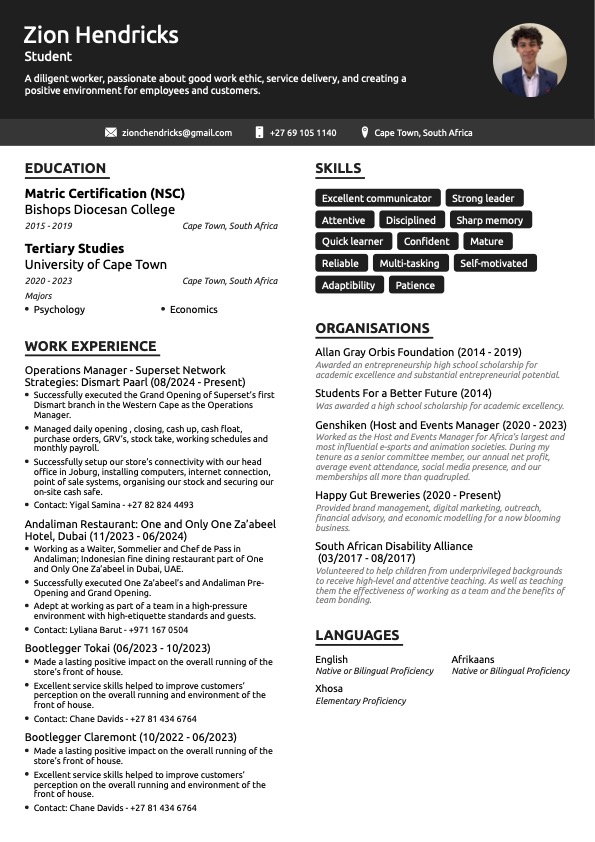 Zion Hendricks
Student
A diligent worker, passionate about good work ethic, service delivery, and creating a
positive environment for employees and customers.
zionchendricks@gmail.com
+27 69 105 1140
Cape Town, South Africa
EDUCATION
Matric Certification (NSC)
Bishops Diocesan College
2015 - 2019 Cape Town, South Africa
Tertiary Studies
University of Cape Town
2020 - 2023 Cape Town, South Africa
Majors
• Psychology • Economics
WORK EXPERIENCE
Operations Manager - Superset Network
Strategies: Dismart Paarl (08/2024 - Present)
• Successfully executed the Grand Opening of Superset's first
Dismart branch in the Western Cape as the Operations
Manager.
• Managed daily opening , closing, cash up, cash float,
purchase orders, GRV's, stock take, working schedules and
monthly payroll.
• Successfully setup our store's connectivity with our head
office in Joburg, installing computers, internet connection,
point of sale systems, organising our stock and securing our
on-site cash safe.
• Contact: Yigal Samina - +27 82 824 4493
Andaliman Restaurant: One and Only One Za'abeel
Hotel, Dubai (11/2023 - 06/2024)
• Working as a Waiter, Sommelier and Chef de Pass in
Andaliman; Indonesian fine dining restaurant part of One
and Only One Za'abeel in Dubai, UAE.
• Successfully executed One Za'abeel's and Andaliman Pre-
Opening and Grand Opening.
• Adept at working as part of a team in a high-pressure
environment with high-etiquette standards and guests.
• Contact: Lyliana Barut - +971 167 0504
Bootlegger Tokai (06/2023 - 10/2023)
• Made a lasting positive impact on the overall running of the
store's front of house.
• Excellent service skills helped to improve customers'
perception on the overall running and environment of the
front of house.
• Contact: Chane Davids - +27 81 434 6764
Bootlegger Claremont (10/2022 - 06/2023)
• Made a lasting positive impact on the overall running of the
store's front of house.
• Excellent service skills helped to improve customers'
perception on the overall running and environment of the
front of house.
• Contact: Chane Davids - +27 81 434 6764
SKILLS
Excellent communicator Strong leader
Attentive Disciplined Sharp memory
Quick learner Confident Mature
Reliable Multi-tasking Self-motivated
Adaptibility Patience
ORGANISATIONS
Allan Gray Orbis Foundation (2014 - 2019)
Awarded an entrepreneurship high school scholarship for
academic excellence and substantial entrepreneurial potential.
Students For a Better Future (2014)
Was awarded a high school scholarship for academic excellency.
Genshiken (Host and Events Manager (2020 - 2023)
Worked as the Host and Events Manager for Africa's largest and
most influential e-sports and animation societies. During my
tenure as a senior committee member, our annual net profit,
average event attendance, social media presence, and our
memberships all more than quadrupled.
Happy Gut Breweries (2020 - Present)
Provided brand management, digital marketing, outreach,
financial advisory, and economic modelling for a now blooming
business.
South African Disability Alliance
(03/2017 - 08/2017)
Volunteered to help children from underprivileged backgrounds
to receive high-level and attentive teaching. As well as teaching
them the effectiveness of working as a team and the benefits of
team bonding.
LANGUAGES
English Afrikaans
Native or Bilingual Proficiency Native or Bilingual Proficiency
Xhosa
Elementary Proficiency